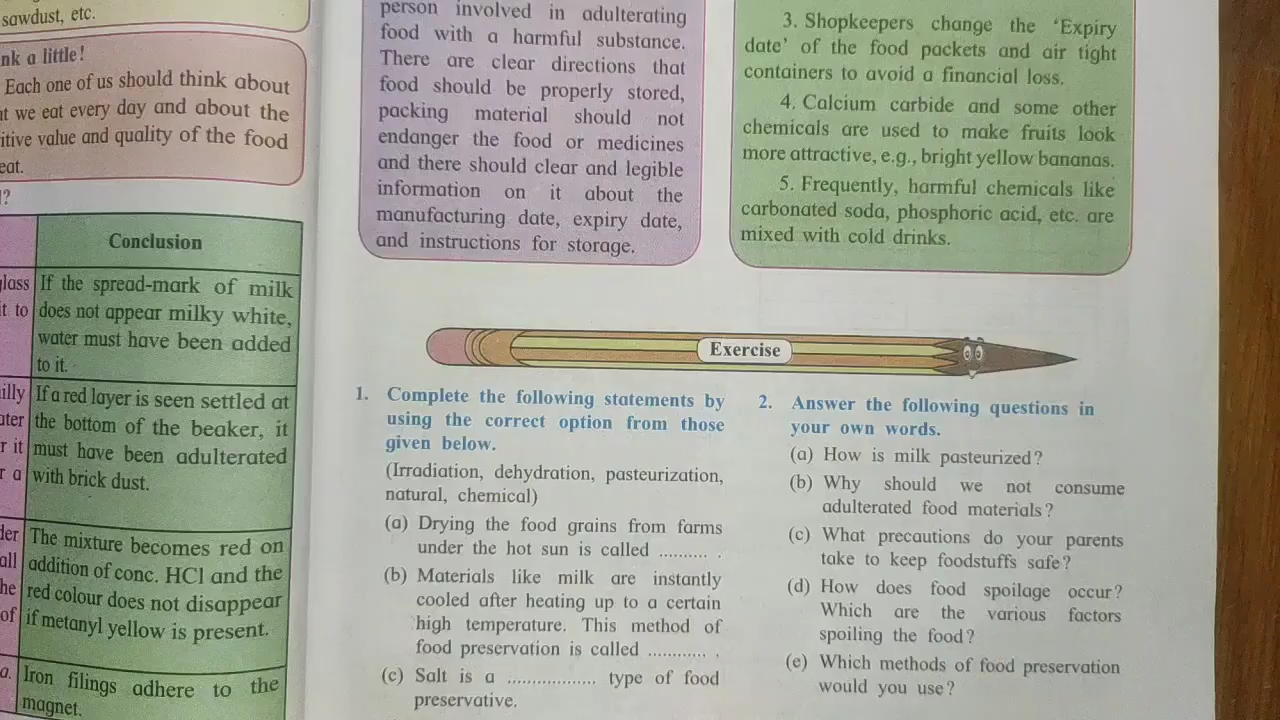 sawdust, etc.
nk a little!
Each one of us should think about
we eat every day and about the
itive value and quality of the food
eat.
?
Conclusion
glass
it to
If the spread-mark of milk
does not appear milky white,
water must have been added
to it.
If a red layer is seen settled at
the bottom of the beaker, it
must have been adulterated
with brick dust.
The mixture becomes red on
addition of conc. HCl and the
red colour does not disappear
if metanyl yellow is present.
Iron filings adhere to the
magnet.
person involved in adulterating
food with a harmful substance.
There are clear directions that
food should be properly stored,
packing material should not
endanger the food or medicines
and there should clear and legible
information on it about the
manufacturing date, expiry date,
and instructions for storage.
3. Shopkeepers change the ‘Expiry
date’ of the food packets and air tight
containers to avoid a financial loss.
4. Calcium carbide and some other
chemicals are used to make fruits look
more attractive, e.g., bright yellow bananas.
5. Frequently, harmful chemicals like
carbonated soda, phosphoric acid, etc. are
mixed with cold drinks.
Exercise
1. Complete the following statements by
using the correct option from those
given below.
(Irradiation, dehydration, pasteurization,
natural, chemical)
(a) Drying the food grains from farms
under the hot sun is called .......... .
(b) Materials like milk are instantly
cooled after heating up to a certain
high temperature. This method of
food preservation is called ............ .
(c) Salt is a .................. type of food
preservative.
2. Answer the following questions in
your own words.
(a) How is milk pasteurized?
(b) Why should we not consume
adulterated food materials?
(c) What precautions do your parents
take to keep foodstuffs safe?
(d) How does food spoilage occur?
Which are the various factors
spoiling the food?
(e) Which methods of food preservation
would you use?